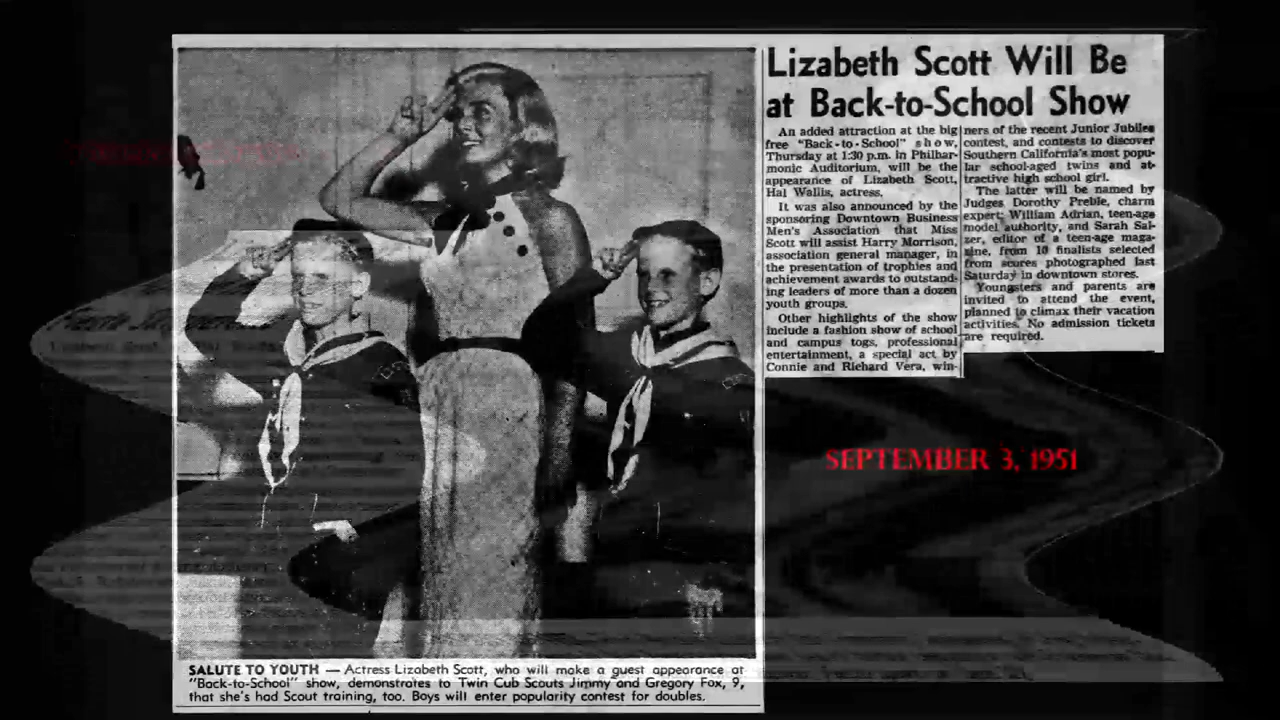 Lizabeth Scott Will Be
at Back-to-School Show
An added attraction at the big
free "Back-to-School" show,
Thursday at 1:30 p.m. in Philhar-
monic Auditorium, will be the
appearance of Lizabeth Scott,
Hal Wallis, actress.
It was also announced by the
sponsoring Downtown Business
Men's Association that Miss
Scott will assist Harry Morrison,
association general manager, in
the presentation of trophies and
achievement awards to outstand-
ing leaders of more than a dozen
youth groups.
Other highlights of the show
include a fashion show of school
and campus togs, professional
entertainment, a special act by
Connie and Richard Vera, win-
ners of the recent Junior Jubilee
contest, and contests to discover
Southern California's most popu-
lar school-aged twins and at-
tractive high school girl.
The latter will be named by
Judges Dorothy Preble, charm
expert; William Adrian, teen-age
model authority, and Sarah Sal-
zer, editor of a teen-age maga-
zine, from 10 finalists selected
from scores photographed last
Saturday in downtown stores.
Youngsters and parents are
invited to attend the event,
planned to climax their vacation
activities. No admission tickets
are required.
SEPTEMBER 3, 1951
SALUTE TO YOUTH — Actress Lizabeth Scott, who will make a guest appearance at
"Back-to-School" show, demonstrates to Twin Cub Scouts Jimmy and Gregory Fox, 9,
that she's had Scout training, too. Boys will enter popularity contest for doubles.